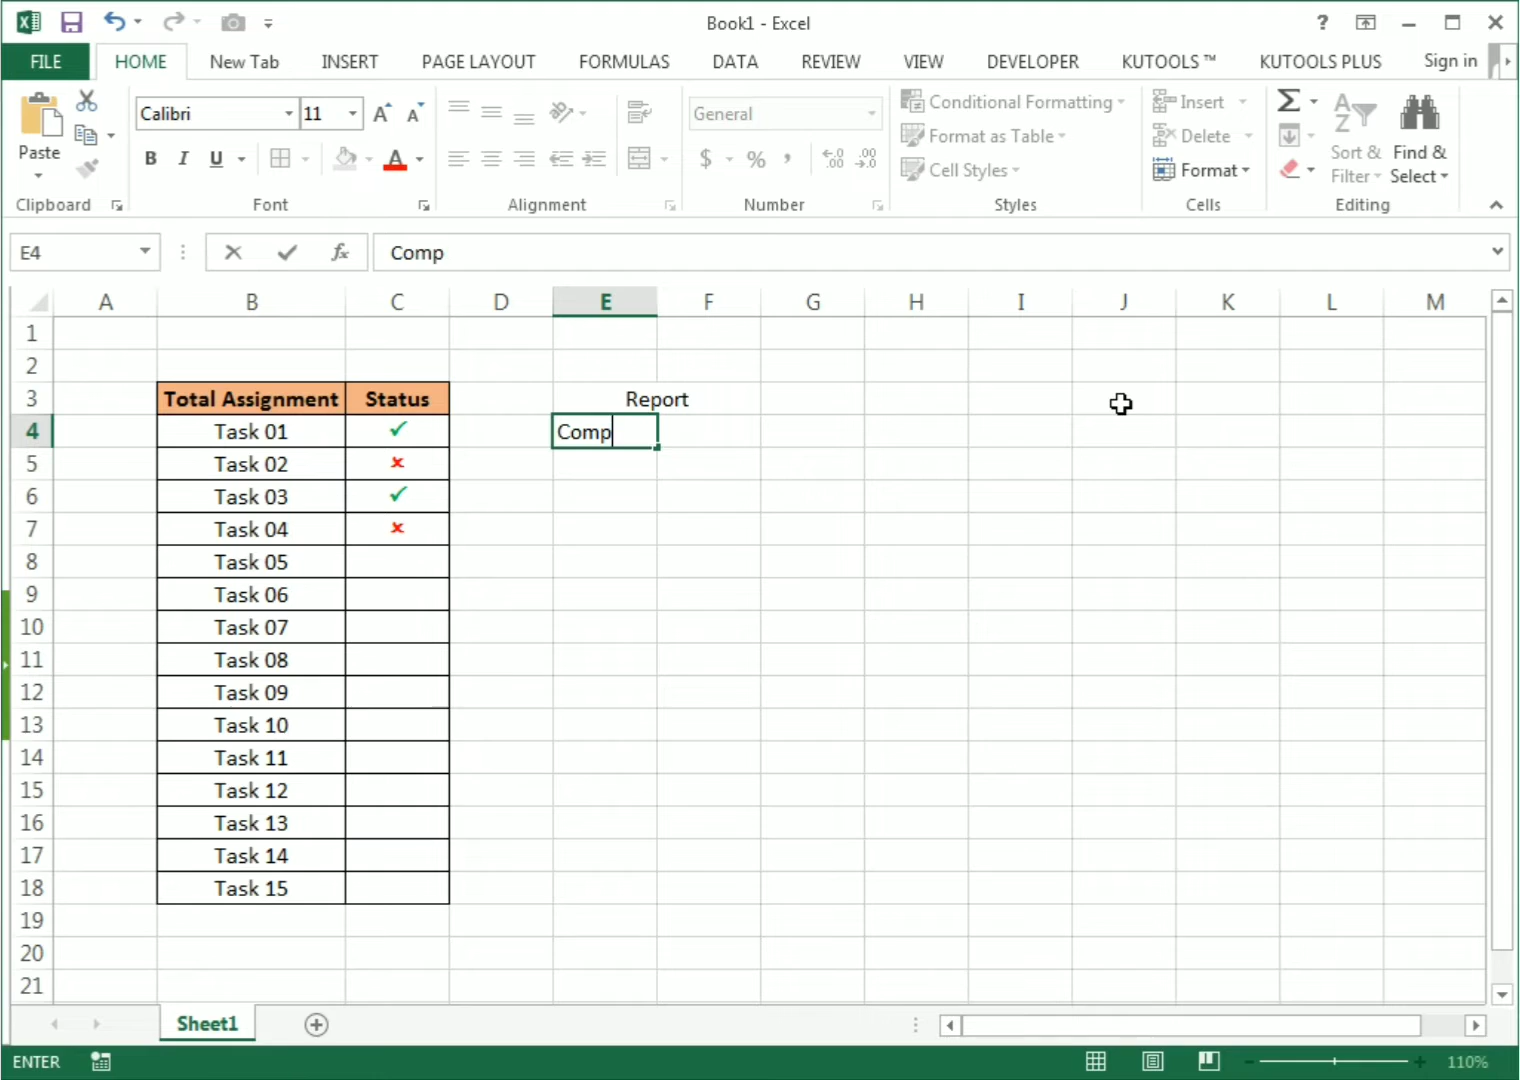 Book1 - Excel
?
FILE HOME New Tab INSERT PAGE LAYOUT FORMULAS DATA REVIEW VIEW DEVELOPER KUTOOLS ™ KUTOOLS PLUS Sign in
Paste
Calibri 11 A A
B I U A
General
$ % , .00 .0 .00 .0
Conditional Formatting
Format as Table
Cell Styles
Insert
Delete
Format
Σ A Z
Sort & Filter
Find & Select
Clipboard Font Alignment Number Styles Cells Editing
E4 fx Comp
A B C D E F G H I J K L M
1
2
3 Total Assignment Status Report
4 Task 01 ✓ Comp
5 Task 02 ×
6 Task 03 ✓
7 Task 04 ×
8 Task 05
9 Task 06
10 Task 07
11 Task 08
12 Task 09
13 Task 10
14 Task 11
15 Task 12
16 Task 13
17 Task 14
18 Task 15
19
20
21
Sheet1
ENTER 110%